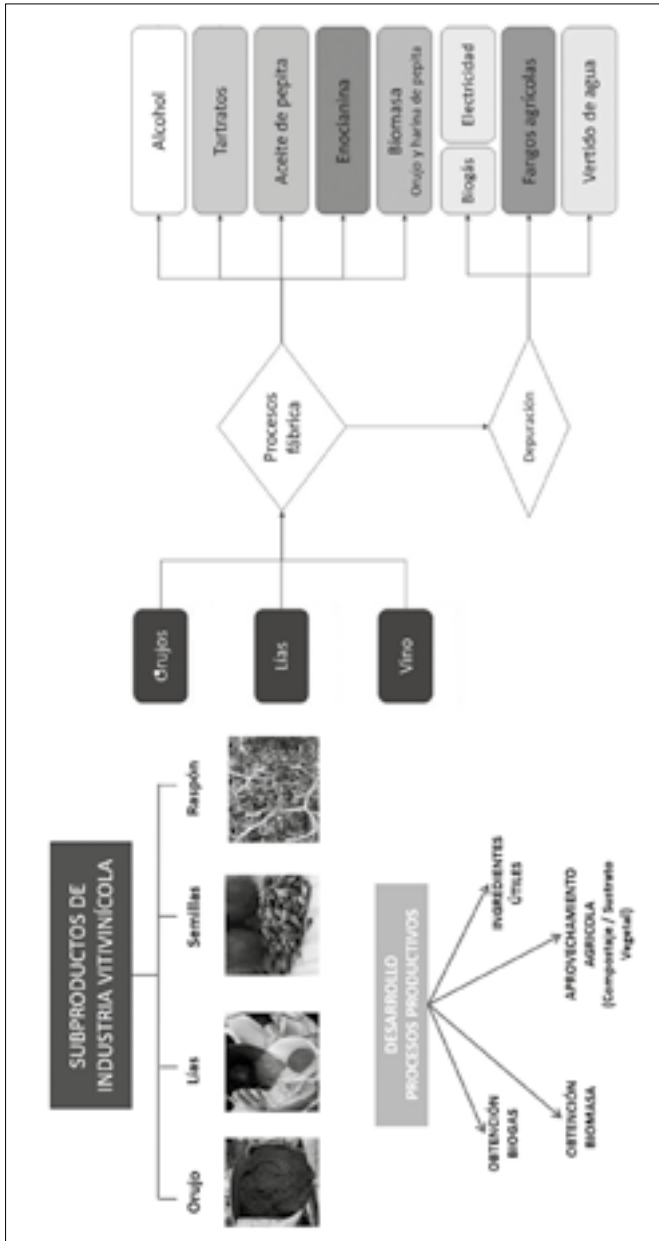 SUBPRODUCTOS DE
INDUSTRIA VITIVINÍCOLA
Orujo
Lías
Semillas
Raspón
DESARROLLO
PROCESOS PRODUCTIVOS
OBTENCIÓN
BIOGAS
OBTENCIÓN
BIOMASA
APROVECHAMIENTO
AGRICOLA
(Compostaje / Sustrato
Vegetal)
INGREDIENTES
ÚTILES
Orujos
Lías
Vino
Procesos
fábrica
Depuración
Alcohol
Tartratos
Aceite de pepita
Enocianina
Biomasa
Orujo y harina de pepita
Biogás
Electricidad
Fangos agrícolas
Vertido de agua